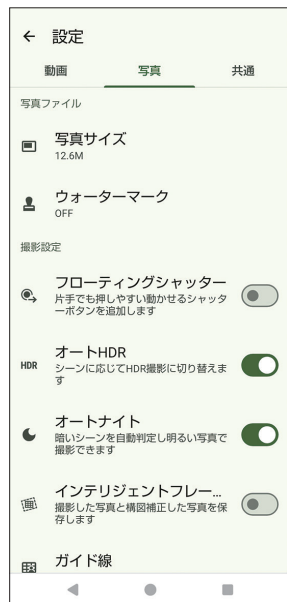 設定
動画 写真 共通
写真ファイル
写真サイズ
12.6M
ウォーターマーク
OFF
撮影設定
フローティングシャッター
片手でも押しやすい動かせるシャッタ
ーボタンを追加します
HDR
オートHDR
シーンに応じてHDR撮影に切り替えま
す
オートナイト
暗いシーンを自動判定し明るい写真で
撮影できます
インテリジェントフレー...
撮影した写真と構図補正した写真を保
存します
ガイド線